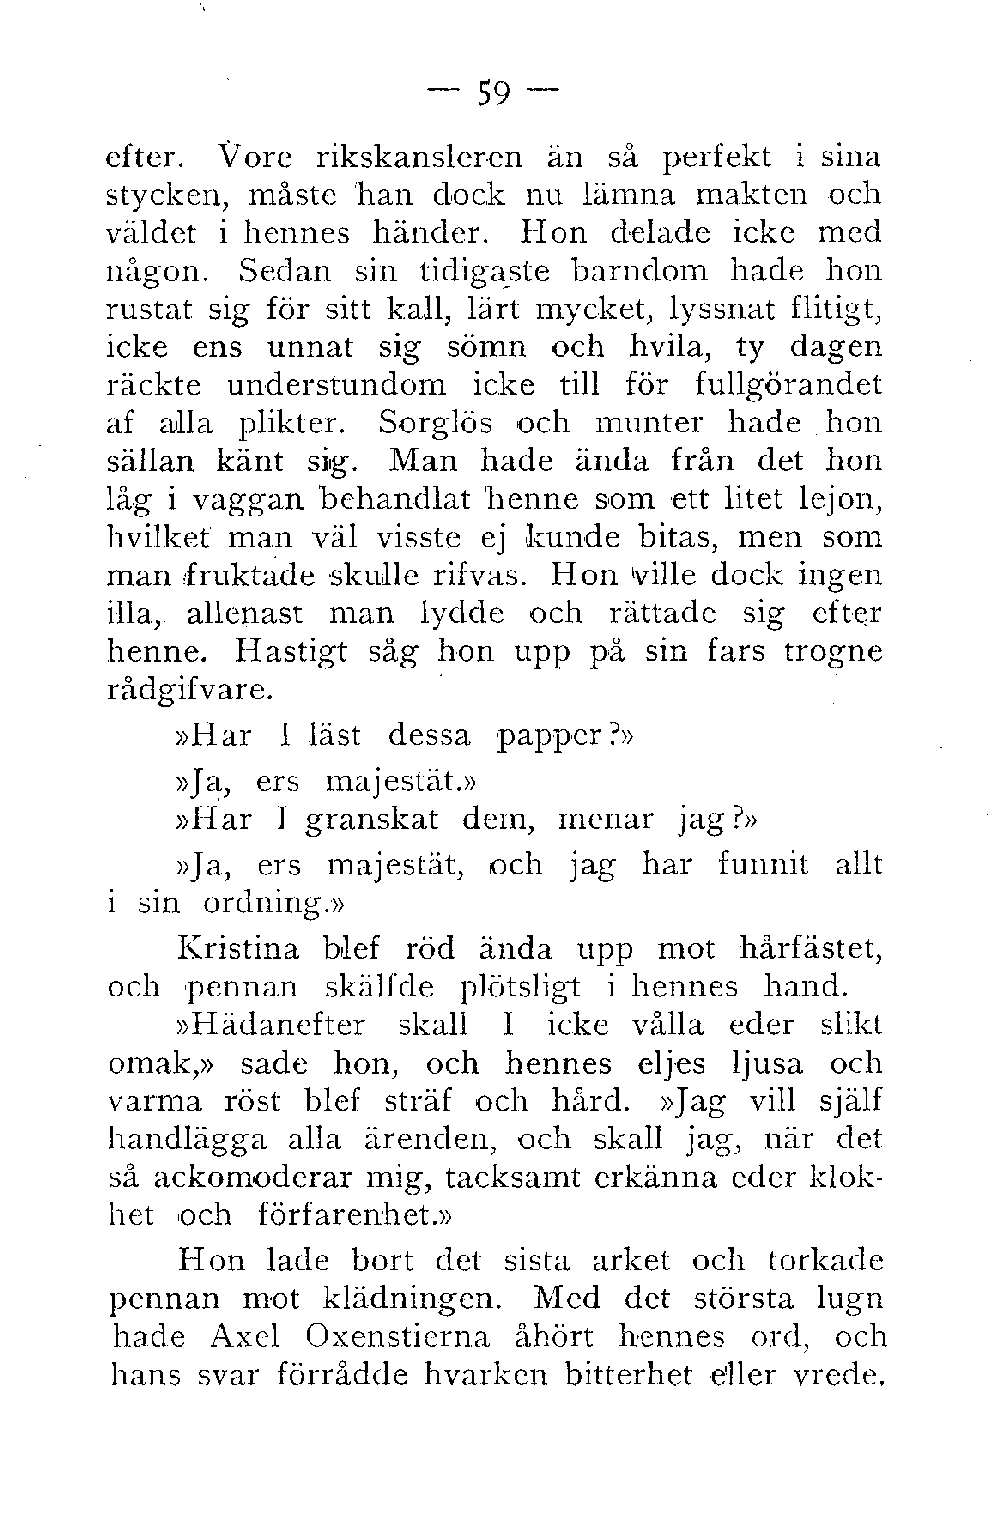 — 59 —
efter. Vore rikskansleren än så perfekt i sina
stycken, måste han dock nu lämna makten och
väldet i hennes händer. Hon delade icke med
någon. Sedan sin tidigaste barndom hade hon
rustat sig för sitt kall, lärt mycket, lyssnat flitigt,
icke ens unnat sig sömn och hvila, ty dagen
räckte understundom icke till för fullgörandet
af alla plikter. Sorglös och munter hade hon
sällan känt sig. Man hade ända från det hon
låg i vaggan behandlat henne som ett litet lejon,
hvilket man väl visste ej kunde bitas, men som
man fruktade skulle rifvas. Hon ville dock ingen
illa, allenast man lydde och rättade sig efter
henne. Hastigt såg hon upp på sin fars trogne
rådgifvare.
»Har I läst dessa papper?»
»Ja, ers majestät.»
»Har I granskat dem, menar jag?»
»Ja, ers majestät, och jag har funnit allt
i sin ordning.»
Kristina blef röd ända upp mot hårfästet,
och pennan skälfde plötsligt i hennes hand.
»Hädanefter skall I icke vålla eder slikt
omak,» sade hon, och hennes eljes ljusa och
varma röst blef sträf och hård. »Jag vill själf
handlägga alla ärenden, och skall jag, när det
så ackomoderar mig, tacksamt erkänna eder klok-
het och förfarenhet.»
Hon lade bort det sista arket och torkade
pennan mot klädningen. Med det största lugn
hade Axel Oxenstierna åhört hennes ord, och
hans svar förrådde hvarken bitterhet eller vrede.